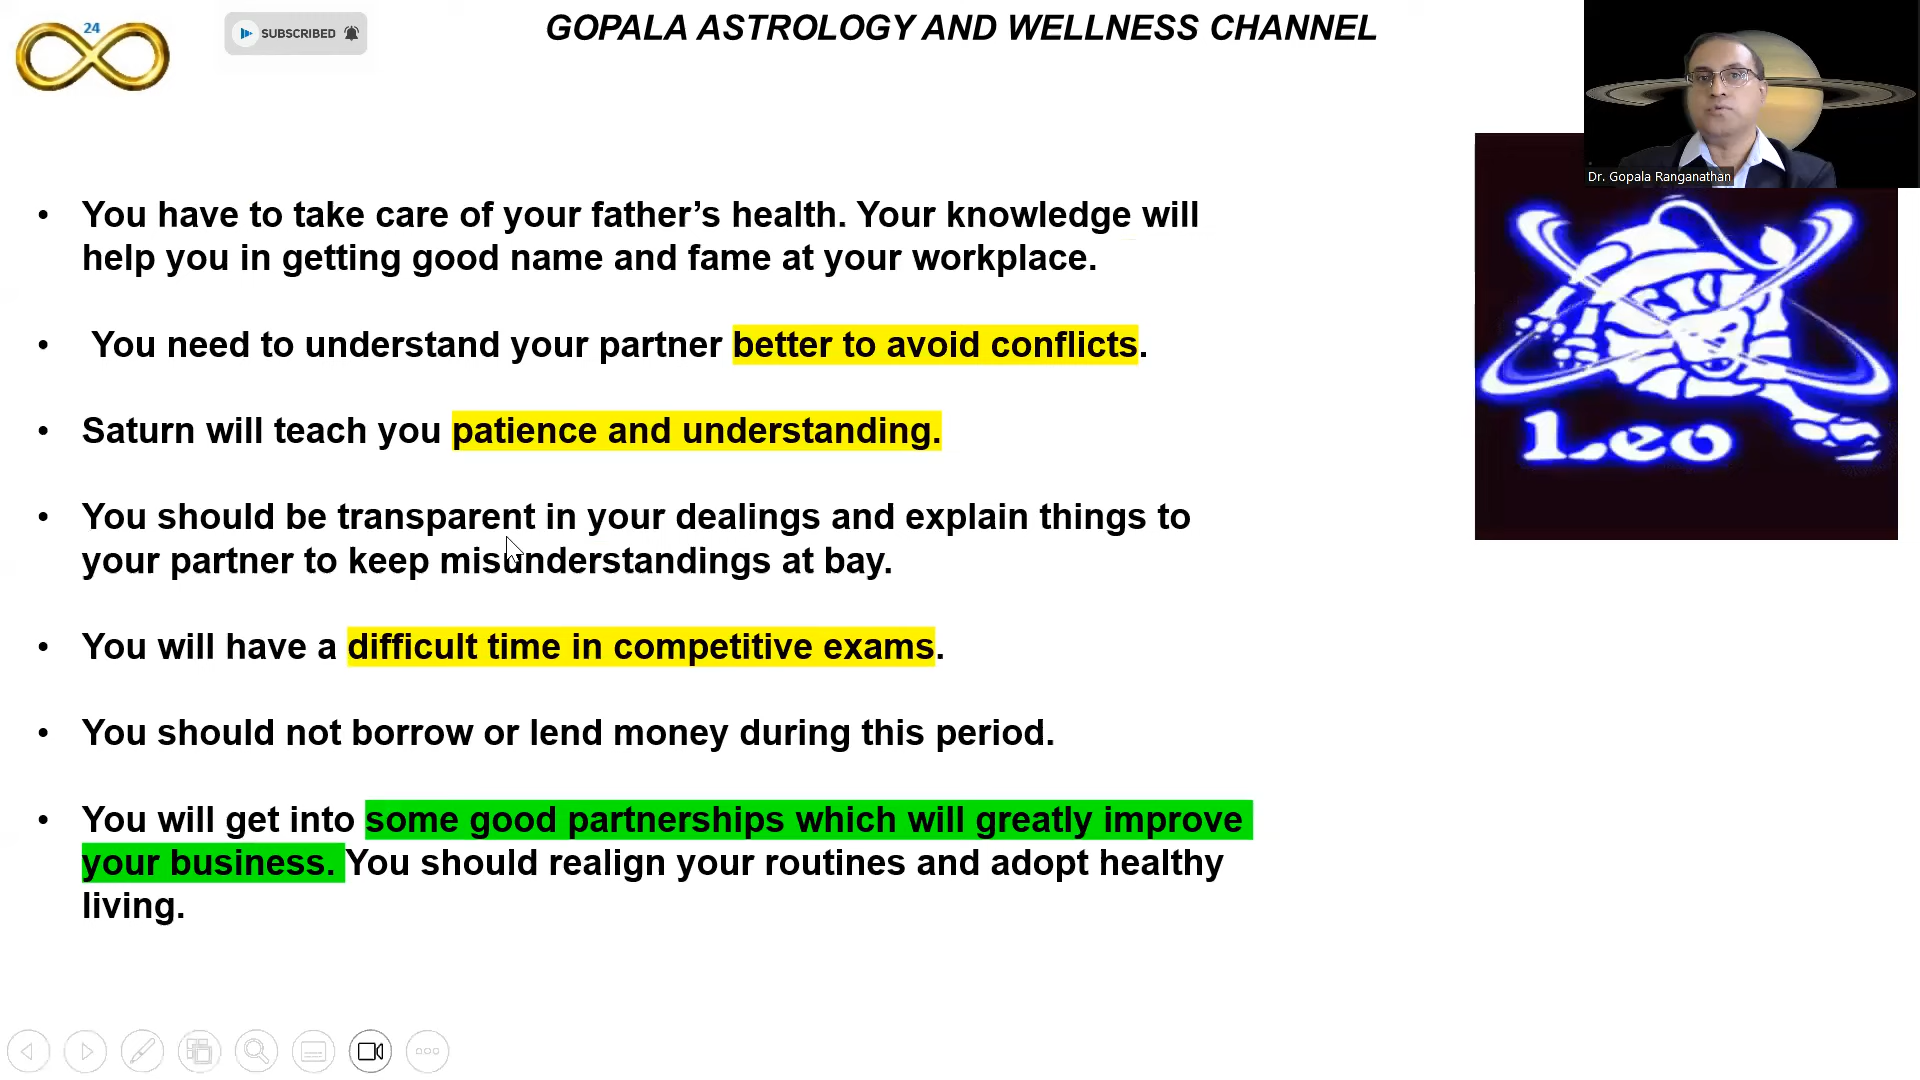 24
SUBSCRIBED
GOPALA ASTROLOGY AND WELLNESS CHANNEL
Dr. Gopala Ranganathan
• You have to take care of your father’s health. Your knowledge will
help you in getting good name and fame at your workplace.
• You need to understand your partner better to avoid conflicts.
• Saturn will teach you patience and understanding.
• You should be transparent in your dealings and explain things to
your partner to keep misunderstandings at bay.
• You will have a difficult time in competitive exams.
• You should not borrow or lend money during this period.
• You will get into some good partnerships which will greatly improve
your business. You should realign your routines and adopt healthy
living.
Leo